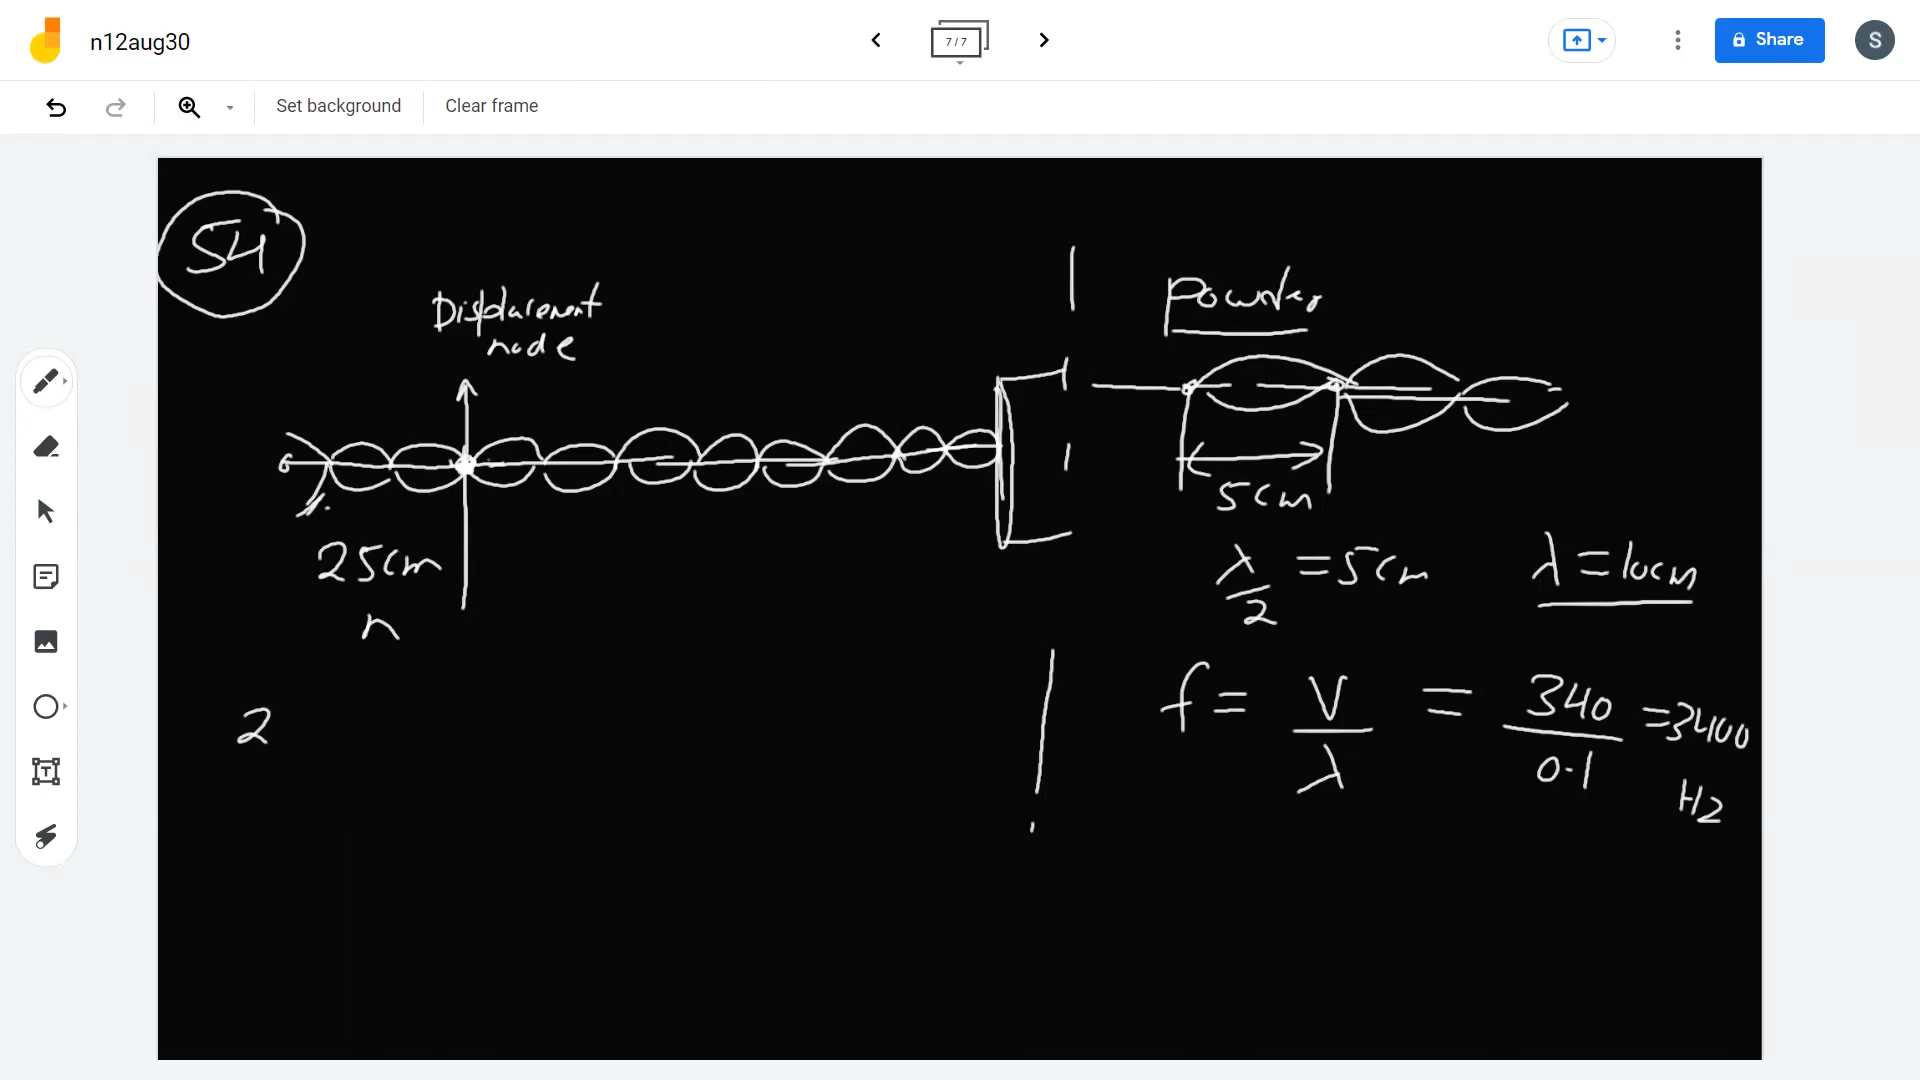 n12aug30
7 / 7
Share
S
Set background
Clear frame
54
Displacement
node
25cm
n
2
Powder
5cm
λ/2 = 5cm
λ = 10cm
f = V/λ = 340/0.1 = 3400
Hz